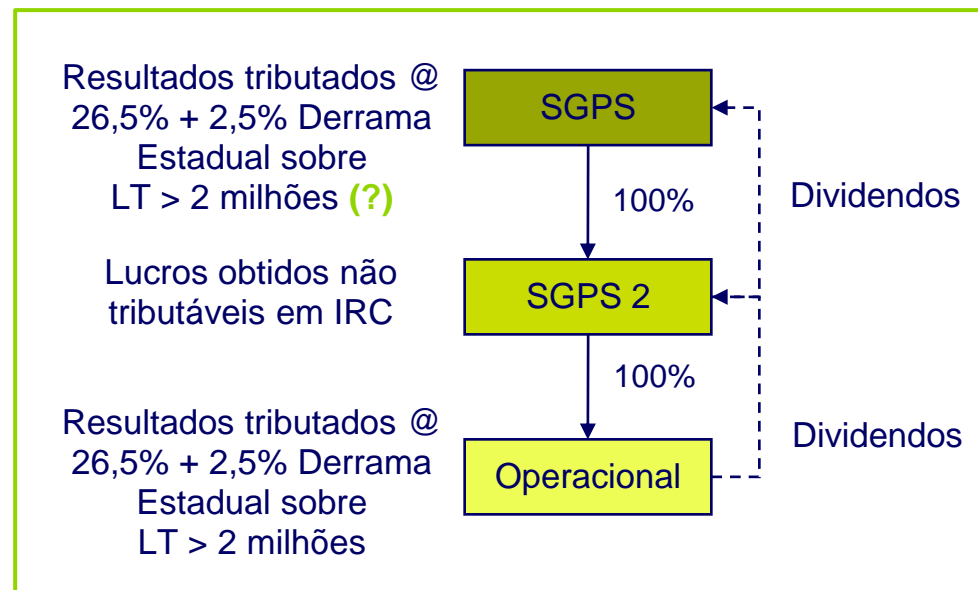 Resultados tributados @
26,5% + 2,5% Derrama
Estadual sobre
LT > 2 milhões (?)
SGPS
100%
Dividendos
Lucros obtidos não
tributáveis em IRC
SGPS 2
100%
Resultados tributados @
26,5% + 2,5% Derrama
Estadual sobre
LT > 2 milhões
Operacional
Dividendos